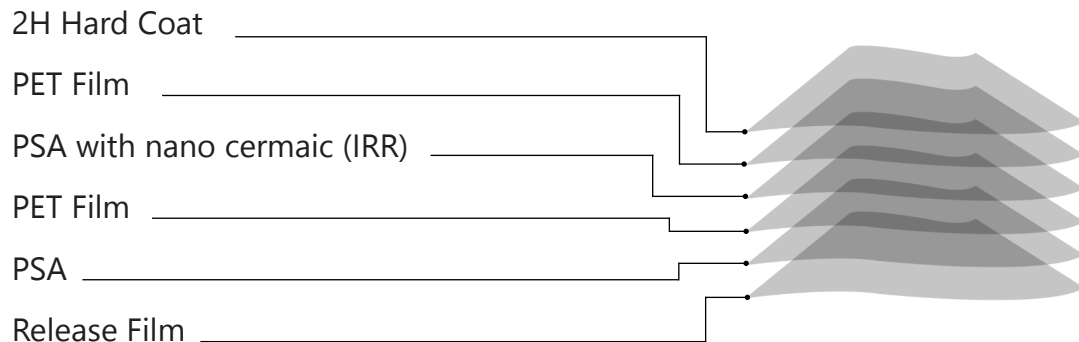 2H Hard Coat
PET Film
PSA with nano cermaic (IRR)
PET Film
PSA
Release Film